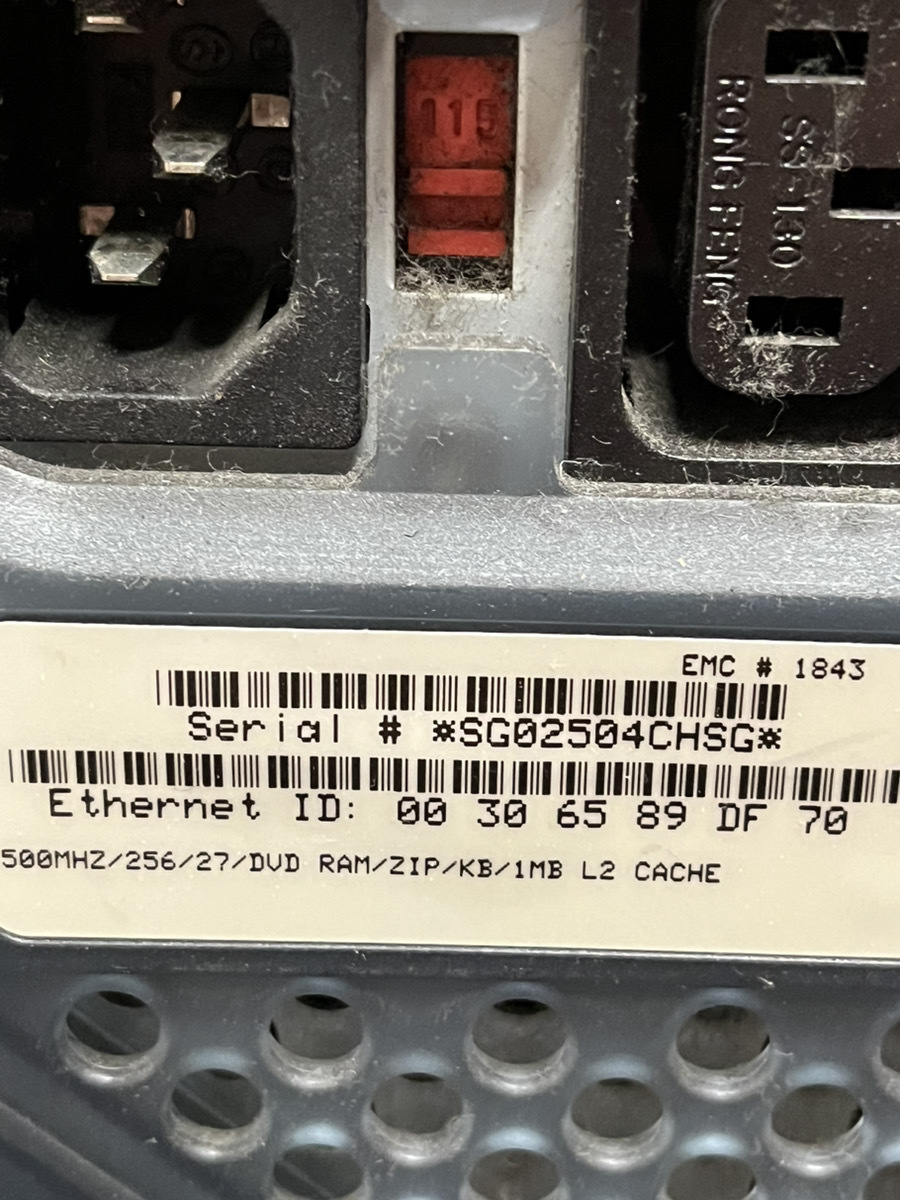 115
RONG FENG
SS-130
EMC # 1843
Serial # *SG02504CHSG*
Ethernet ID: 00 30 65 89 DF 70
500MHZ/256/27/DVD RAM/ZIP/KB/1MB L2 CACHE